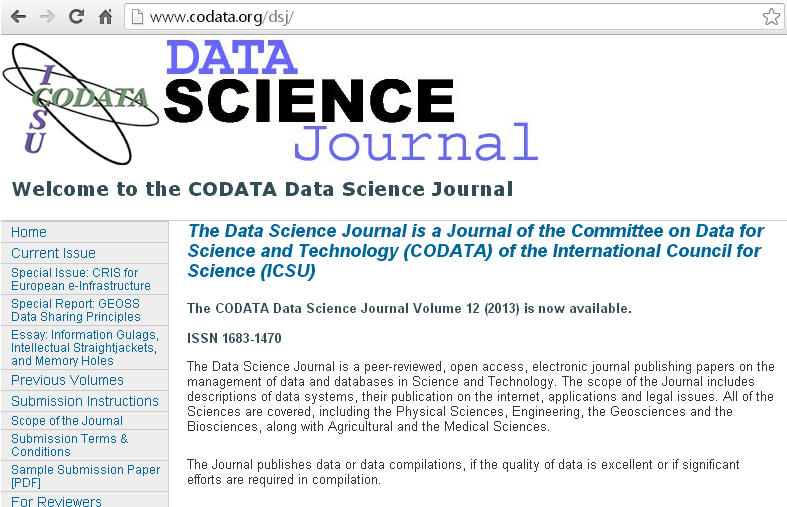 www.codata.org/dsj/
ICSU
CODATA
DATA
SCIENCE
Journal
Welcome to the CODATA Data Science Journal
Home
Current Issue
Special Issue: CRIS for
European e-Infrastructure
Special Report: GEOSS
Data Sharing Principles
Essay: Information Gulags,
Intellectual Straightjackets,
and Memory Holes
Previous Volumes
Submission Instructions
Scope of the Journal
Submission Terms &
Conditions
Sample Submission Paper
[PDF]
For Reviewers
The Data Science Journal is a Journal of the Committee on Data for
Science and Technology (CODATA) of the International Council for
Science (ICSU)
The CODATA Data Science Journal Volume 12 (2013) is now available.
ISSN 1683-1470
The Data Science Journal is a peer-reviewed, open access, electronic journal publishing papers on the
management of data and databases in Science and Technology. The scope of the Journal includes
descriptions of data systems, their publication on the internet, applications and legal issues. All of the
Sciences are covered, including the Physical Sciences, Engineering, the Geosciences and the
Biosciences, along with Agricultural and the Medical Sciences.
The Journal publishes data or data compilations, if the quality of data is excellent or if significant
efforts are required in compilation.